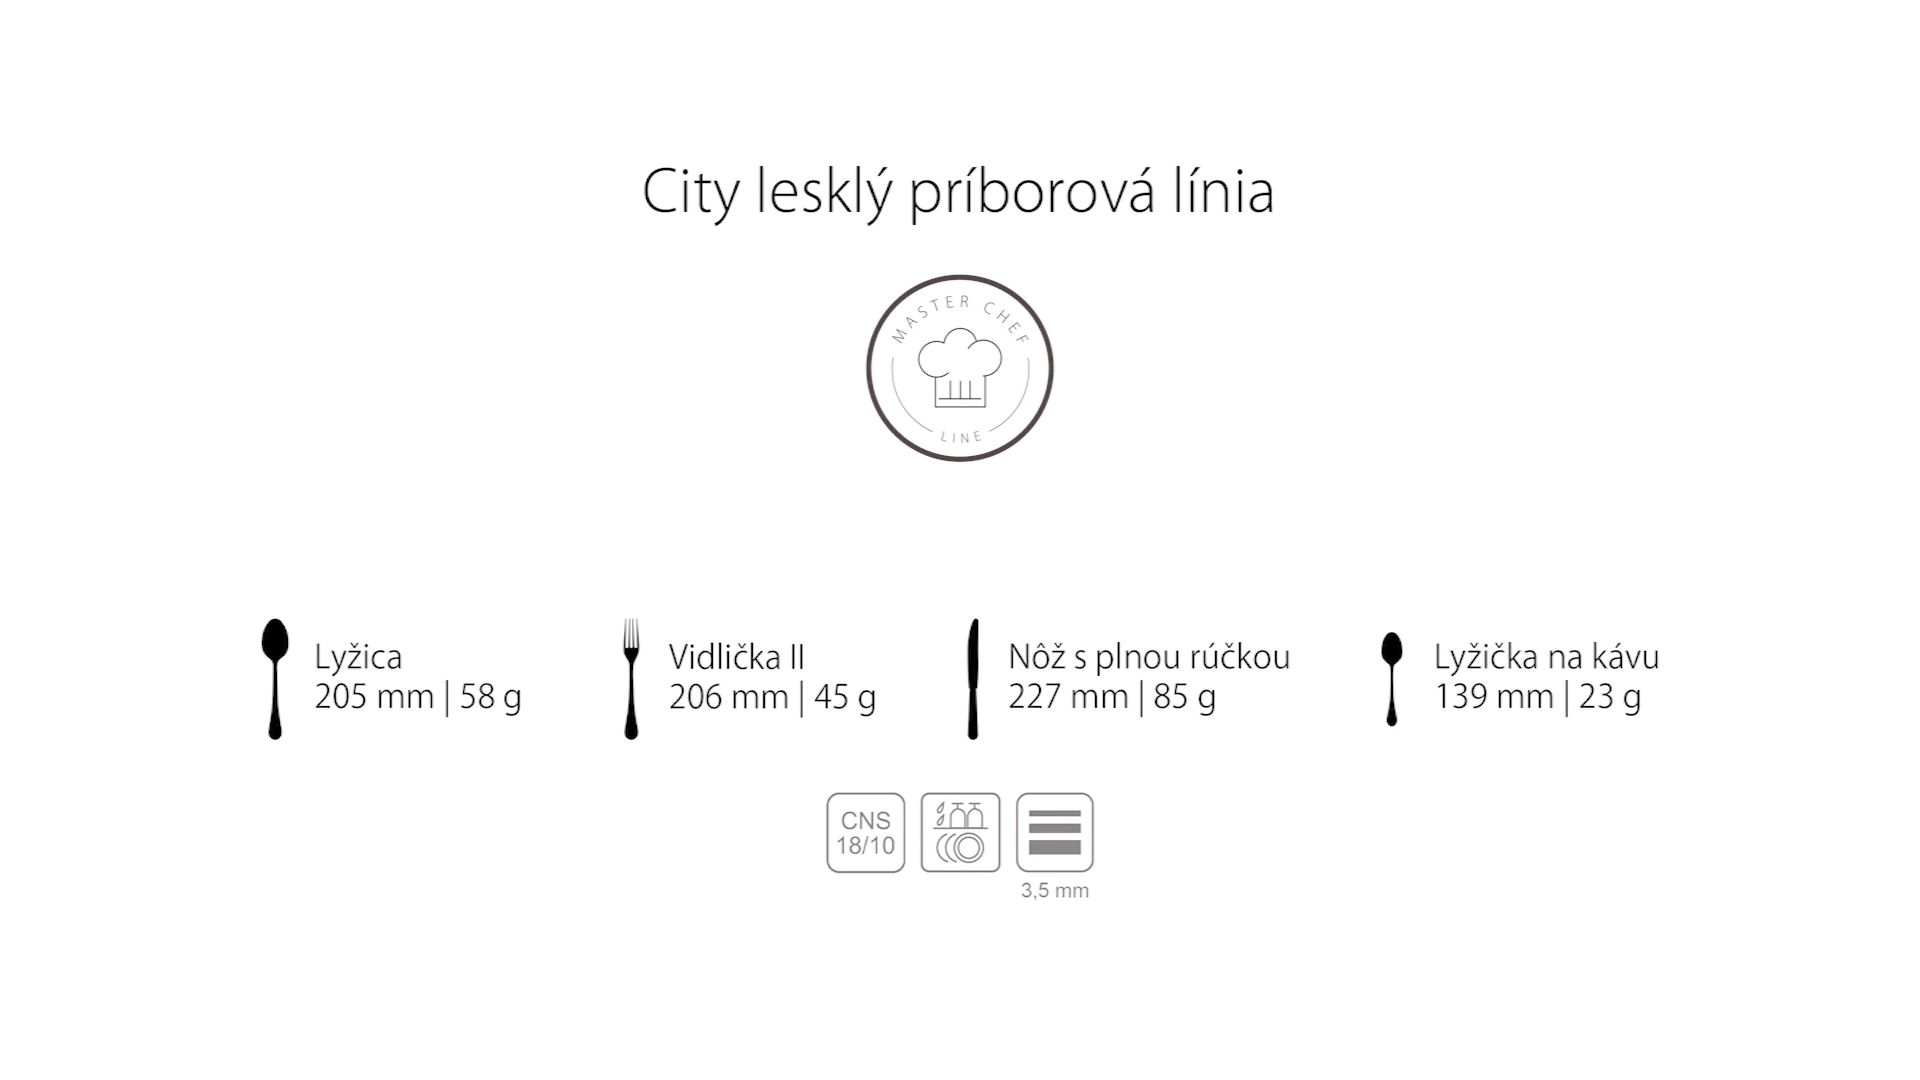 City lesklý príborová línia
MASTER CHEF
LINE
Lyžica
205 mm | 58 g
Vidlička II
206 mm | 45 g
Nôž s plnou rúčkou
227 mm | 85 g
Lyžička na kávu
139 mm | 23 g
CNS
18/10
3,5 mm